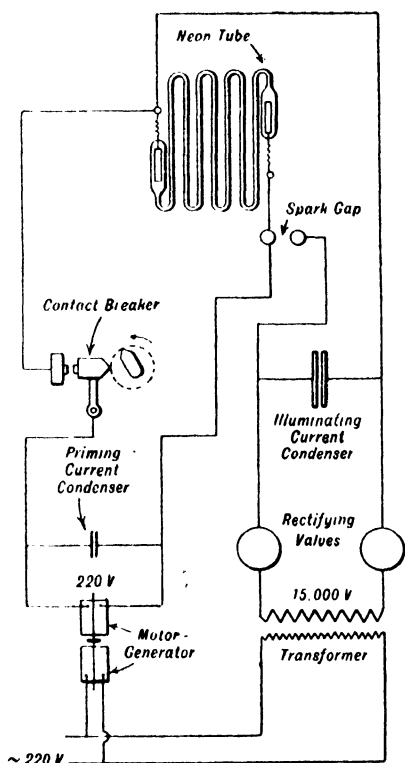 Neon Tube
Spark Gap
Contact Breaker
Priming
Current
Condenser
Illuminating
Current
Condenser
Rectifying
Valves
220 V
15,000 V
Motor-
Generator
Transformer
~ 220 V